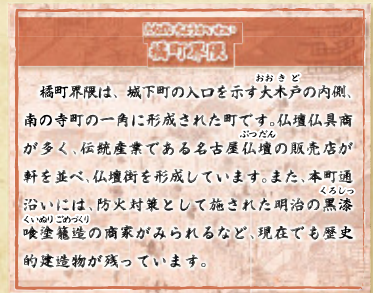 橘町界隈
橘町界隈は、城下町の入口を示す大木戸の内側、
南の寺町の一角に形成された町です。仏壇仏具商
が多く、伝統産業である名古屋仏壇の販売店が
軒を並べ、仏壇街を形成しています。また、本町通
沿いには、防火対策として施された明治の黒漆
喰塗籠造の商家がみられるなど、現在でも歴史
的建造物が残っています。